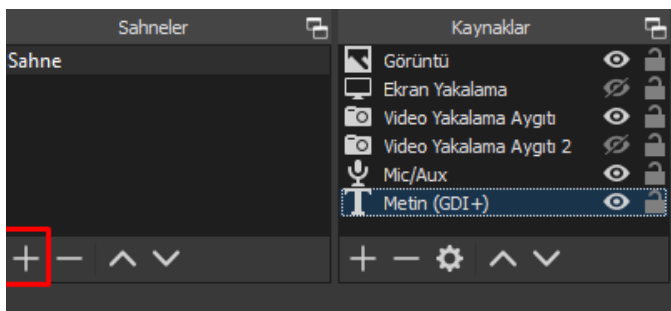 Sahneler
Sahne
Kaynaklar
Görüntü
Ekran Yakalama
Video Yakalama Aygıtı
Video Yakalama Aygıtı 2
Mic/Aux
Metin (GDI+)